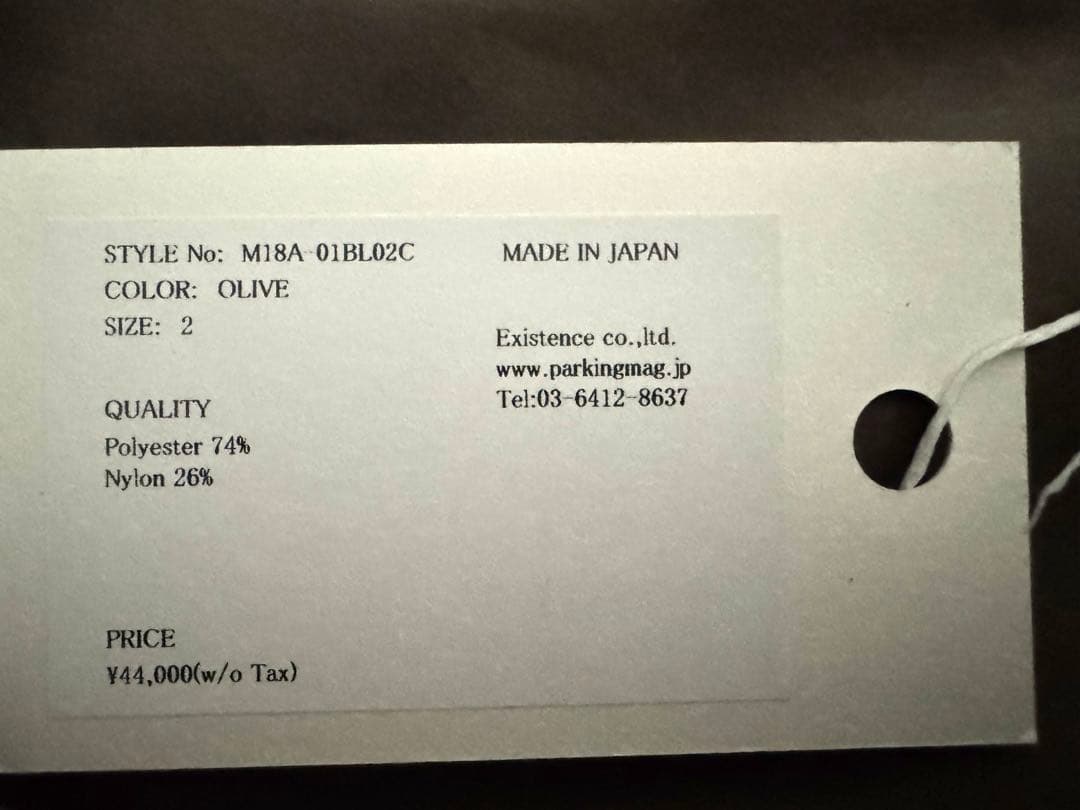 STYLE No: M18A-01BL02C
COLOR: OLIVE
SIZE: 2
QUALITY
Polyester 74%
Nylon 26%
PRICE
¥44,000(w/o Tax)
MADE IN JAPAN
Existence co.,ltd.
www.parkingmag.jp
Tel:03-6412-8637